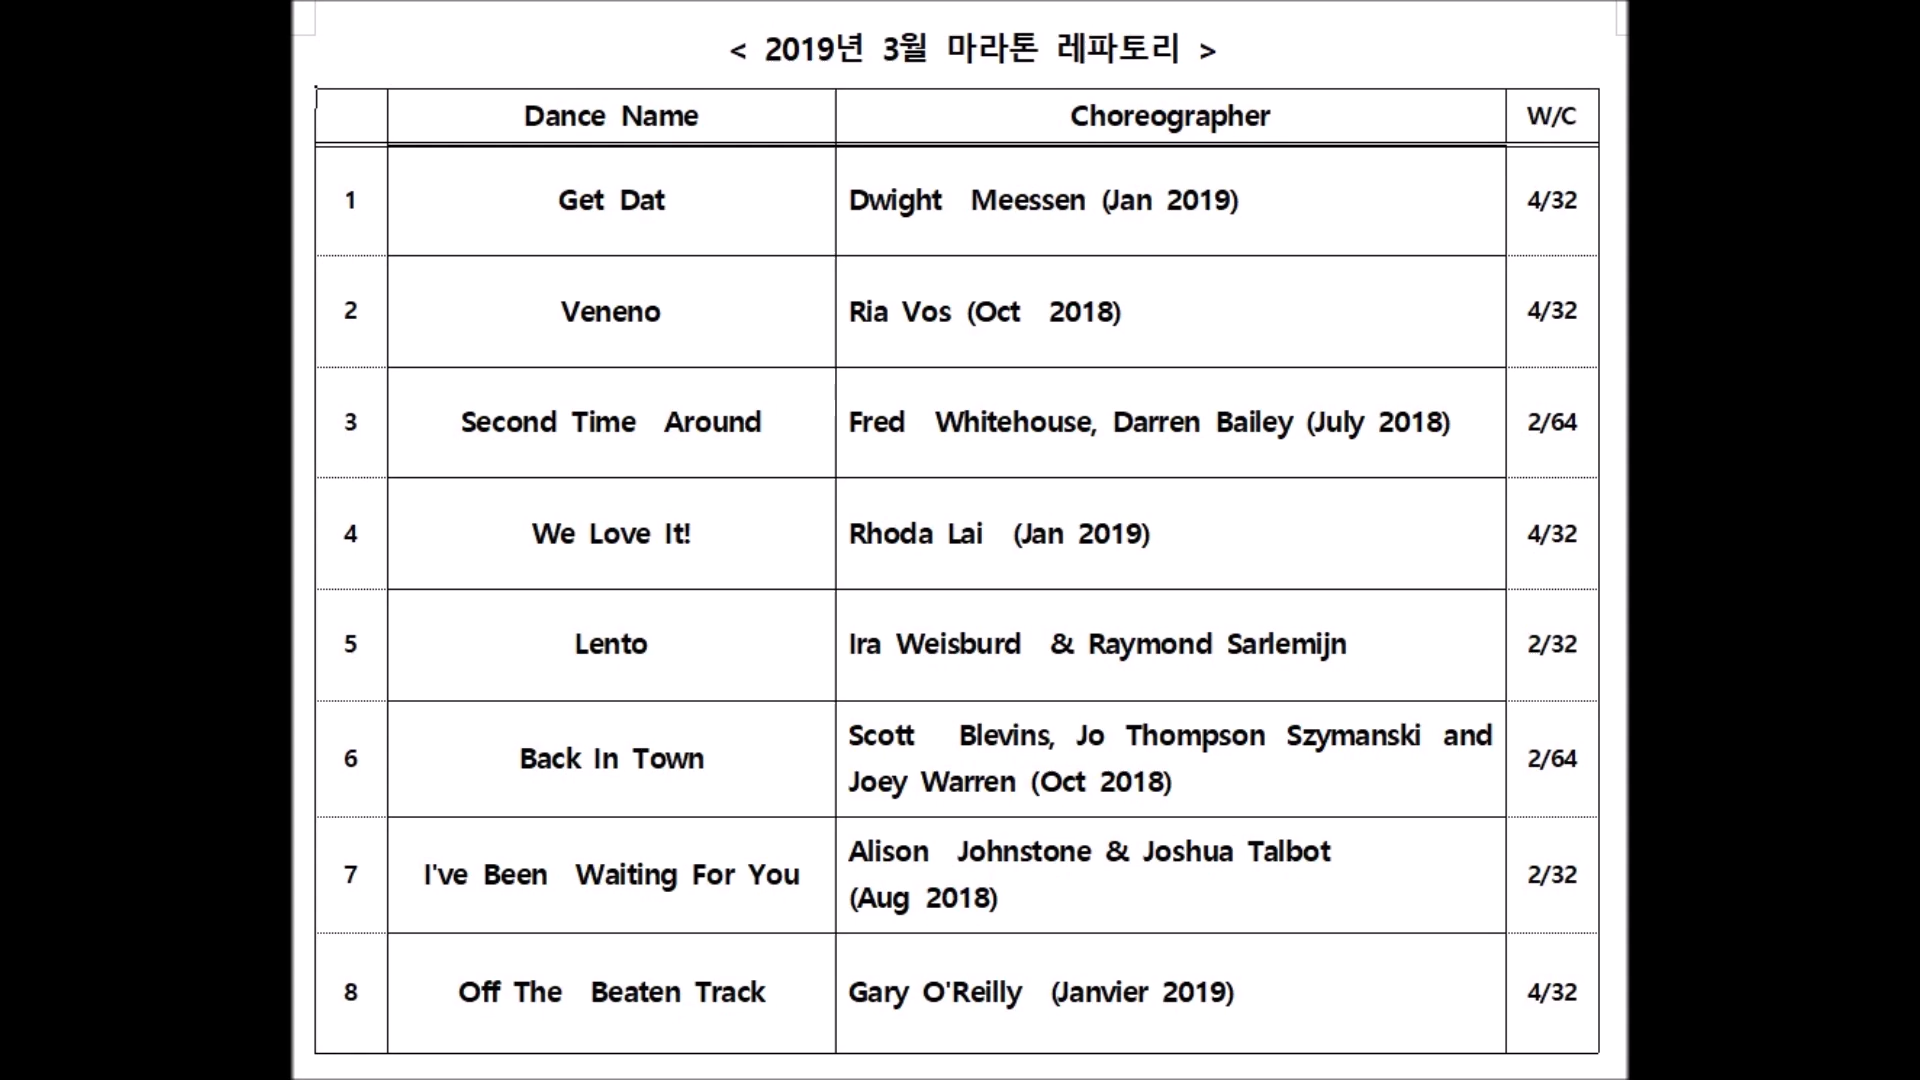 < 2019년 3월 마라톤 레파토리 >
Dance Name Choreographer W/C
1 Get Dat Dwight Meessen (Jan 2019) 4/32
2 Veneno Ria Vos (Oct 2018) 4/32
3 Second Time Around Fred Whitehouse, Darren Bailey (July 2018) 2/64
4 We Love It! Rhoda Lai (Jan 2019) 4/32
5 Lento Ira Weisburd & Raymond Sarlemijn 2/32
6 Back In Town Scott Blevins, Jo Thompson Szymanski and
Joey Warren (Oct 2018) 2/64
7 I've Been Waiting For You Alison Johnstone & Joshua Talbot
(Aug 2018) 2/32
8 Off The Beaten Track Gary O'Reilly (Janvier 2019) 4/32